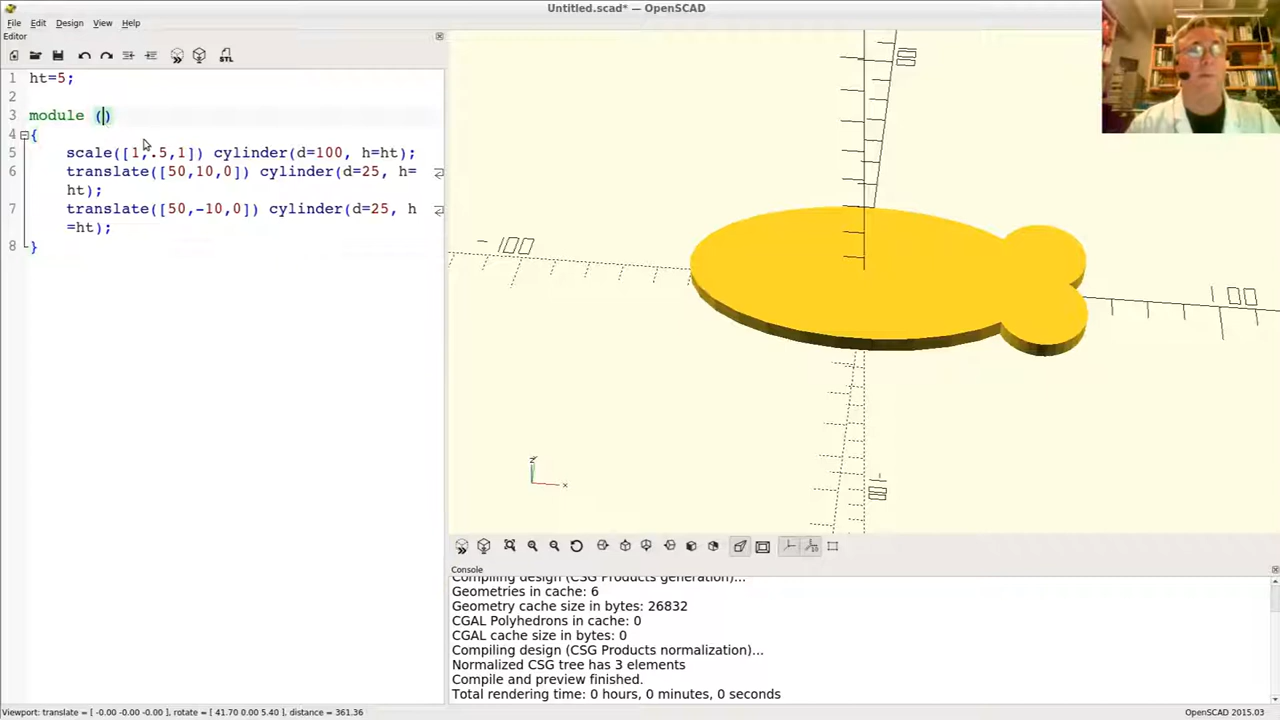 Untitled.scad* — OpenSCAD
File Edit Design View Help
Editor
STL
1 ht=5;
2
3 module ()
4 {
5 scale([1,.5,1]) cylinder(d=100, h=ht);
6 translate([50,10,0]) cylinder(d=25, h=
ht);
7 translate([50,-10,0]) cylinder(d=25, h
=ht);
8 }
-100
100
z
x
Console
Compiling design (CSG Products generation)...
Geometries in cache: 6
Geometry cache size in bytes: 26832
CGAL Polyhedrons in cache: 0
CGAL cache size in bytes: 0
Compiling design (CSG Products normalization)...
Normalized CSG tree has 3 elements
Compile and preview finished.
Total rendering time: 0 hours, 0 minutes, 0 seconds
Viewport: translate = [ -0.00 -0.00 -0.00 ], rotate = [ 41.70 0.00 5.40 ], distance = 361.36
OpenSCAD 2015.03